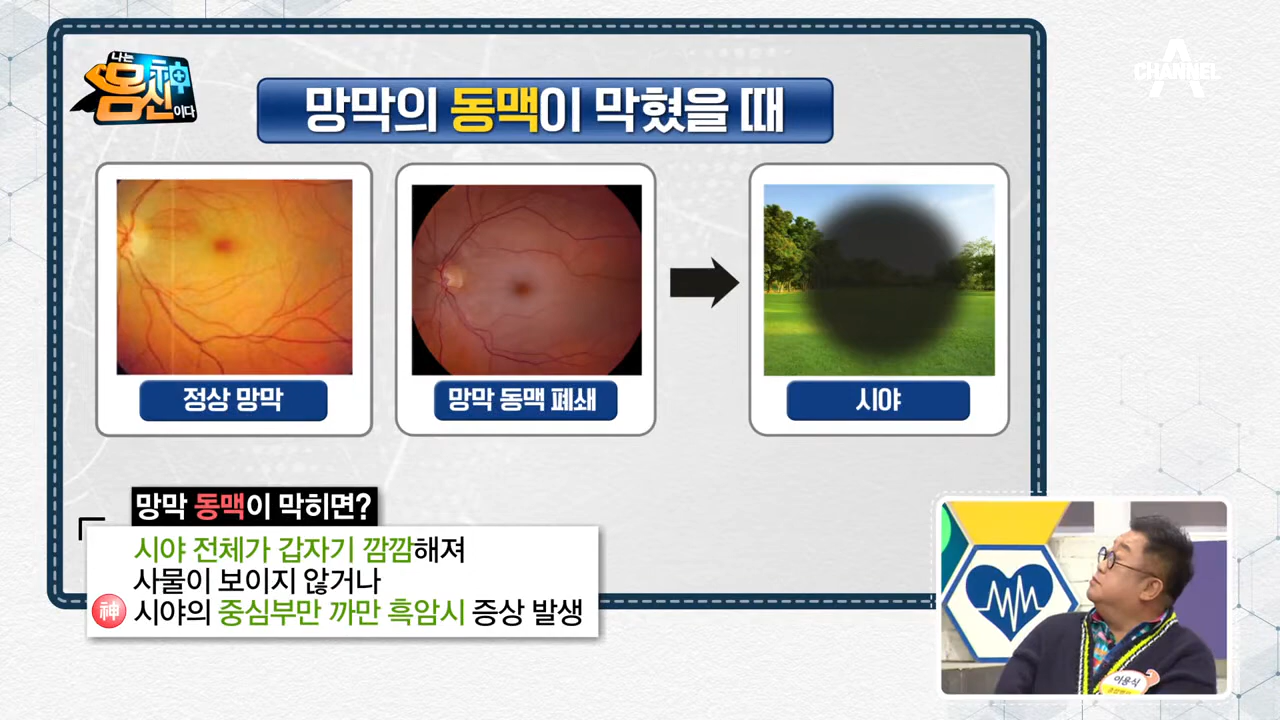 나는
몸신
神
이다
CHANNEL A
망막의 동맥이 막혔을 때
정상 망막
망막 동맥 폐쇄
시야
망막 동맥이 막히면?
시야 전체가 갑자기 깜깜해져
사물이 보이지 않거나
神 시야의 중심부만 까만 흑암시 증상 발생
이용식